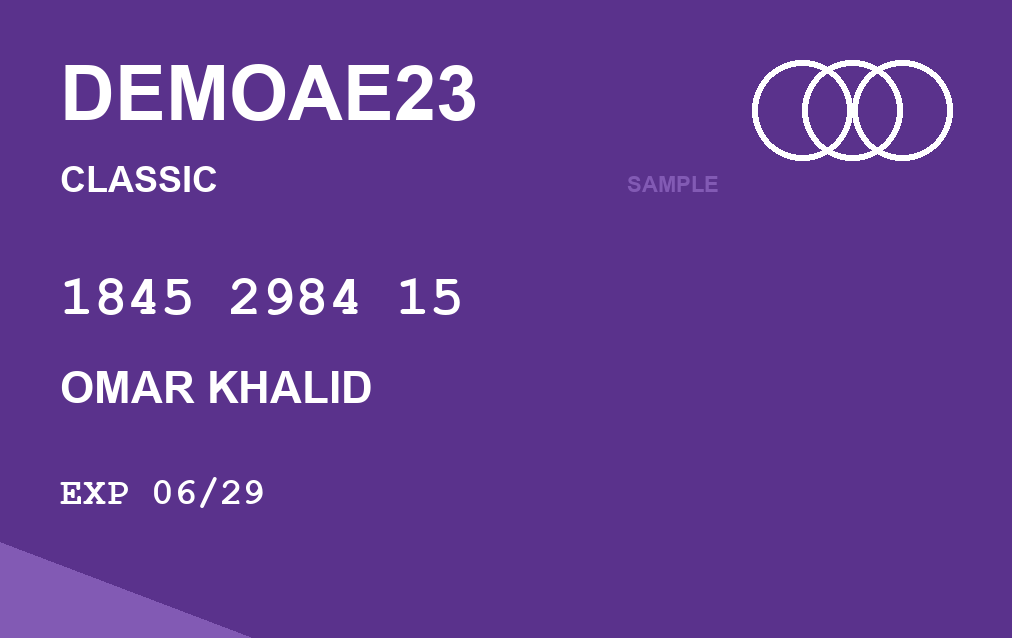 DEMOAE23
CLASSIC
SAMPLE
1845 2984 15
OMAR KHALID
EXP 06/29